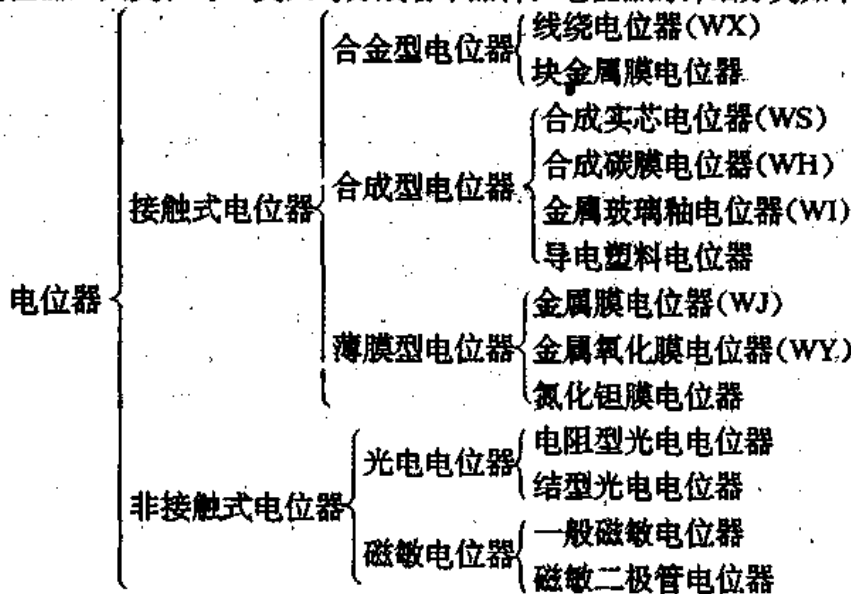 电位器
接触式电位器
合金型电位器
线绕电位器(WX)
块金属膜电位器
合成型电位器
合成实芯电位器(WS)
合成碳膜电位器(WH)
金属玻璃釉电位器(WI)
导电塑料电位器
薄膜型电位器
金属膜电位器(WJ)
金属氧化膜电位器(WY)
氮化钽膜电位器
非接触式电位器
光电电位器
电阻型光电电位器
结型光电电位器
磁敏电位器
一般磁敏电位器
磁敏二极管电位器